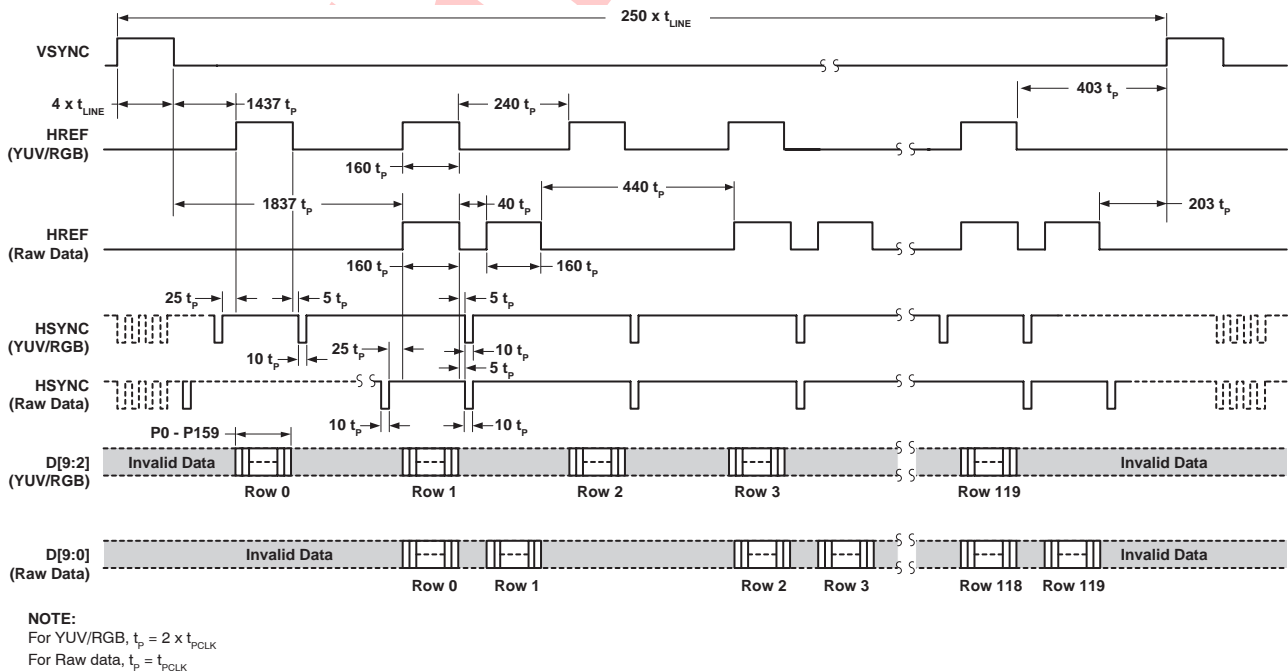 250 x tLINE
VSYNC
4 x tLINE
1437 tP
240 tP
403 tP
HREF
(YUV/RGB)
160 tP
440 tP
1837 tP
40 tP
203 tP
HREF
(Raw Data)
160 tP
160 tP
25 tP
5 tP
5 tP
HSYNC
(YUV/RGB)
10 tP
25 tP
10 tP
5 tP
HSYNC
(Raw Data)
10 tP
10 tP
P0 - P159
D[9:2]
(YUV/RGB)
Invalid Data
Invalid Data
Row 0
Row 1
Row 2
Row 3
Row 119
D[9:0]
(Raw Data)
Invalid Data
Invalid Data
Row 0
Row 1
Row 2
Row 3
Row 118
Row 119
NOTE:
For YUV/RGB, tP = 2 x tPCLK
For Raw data, tP = tPCLK